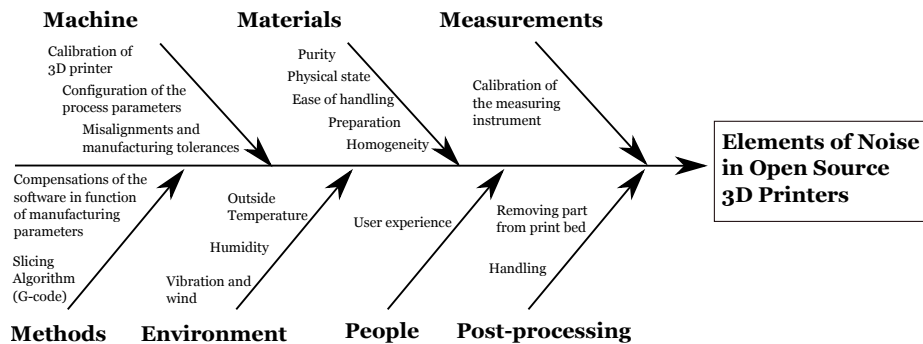 Machine
Materials
Measurements
Calibration of
3D printer
Configuration of the
process parameters
Misalignments and
manufacturing tolerances
Purity
Physical state
Ease of handling
Preparation
Homogeneity
Calibration of
the measuring
instrument
Elements of Noise
in Open Source
3D Printers
Compensations of the
software in function
of manufacturing
parameters
Slicing
Algorithm
(G-code)
Outside
Temperature
Humidity
Vibration and
wind
User experience
Removing part
from print bed
Handling
Methods
Environment
People
Post-processing